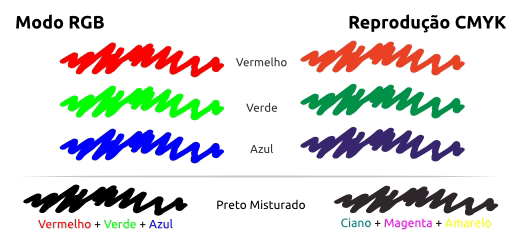 Modo RGB
Reprodução CMYK
Vermelho
Verde
Azul
Preto Misturado
Vermelho + Verde + Azul
Ciano + Magenta + Amarelo